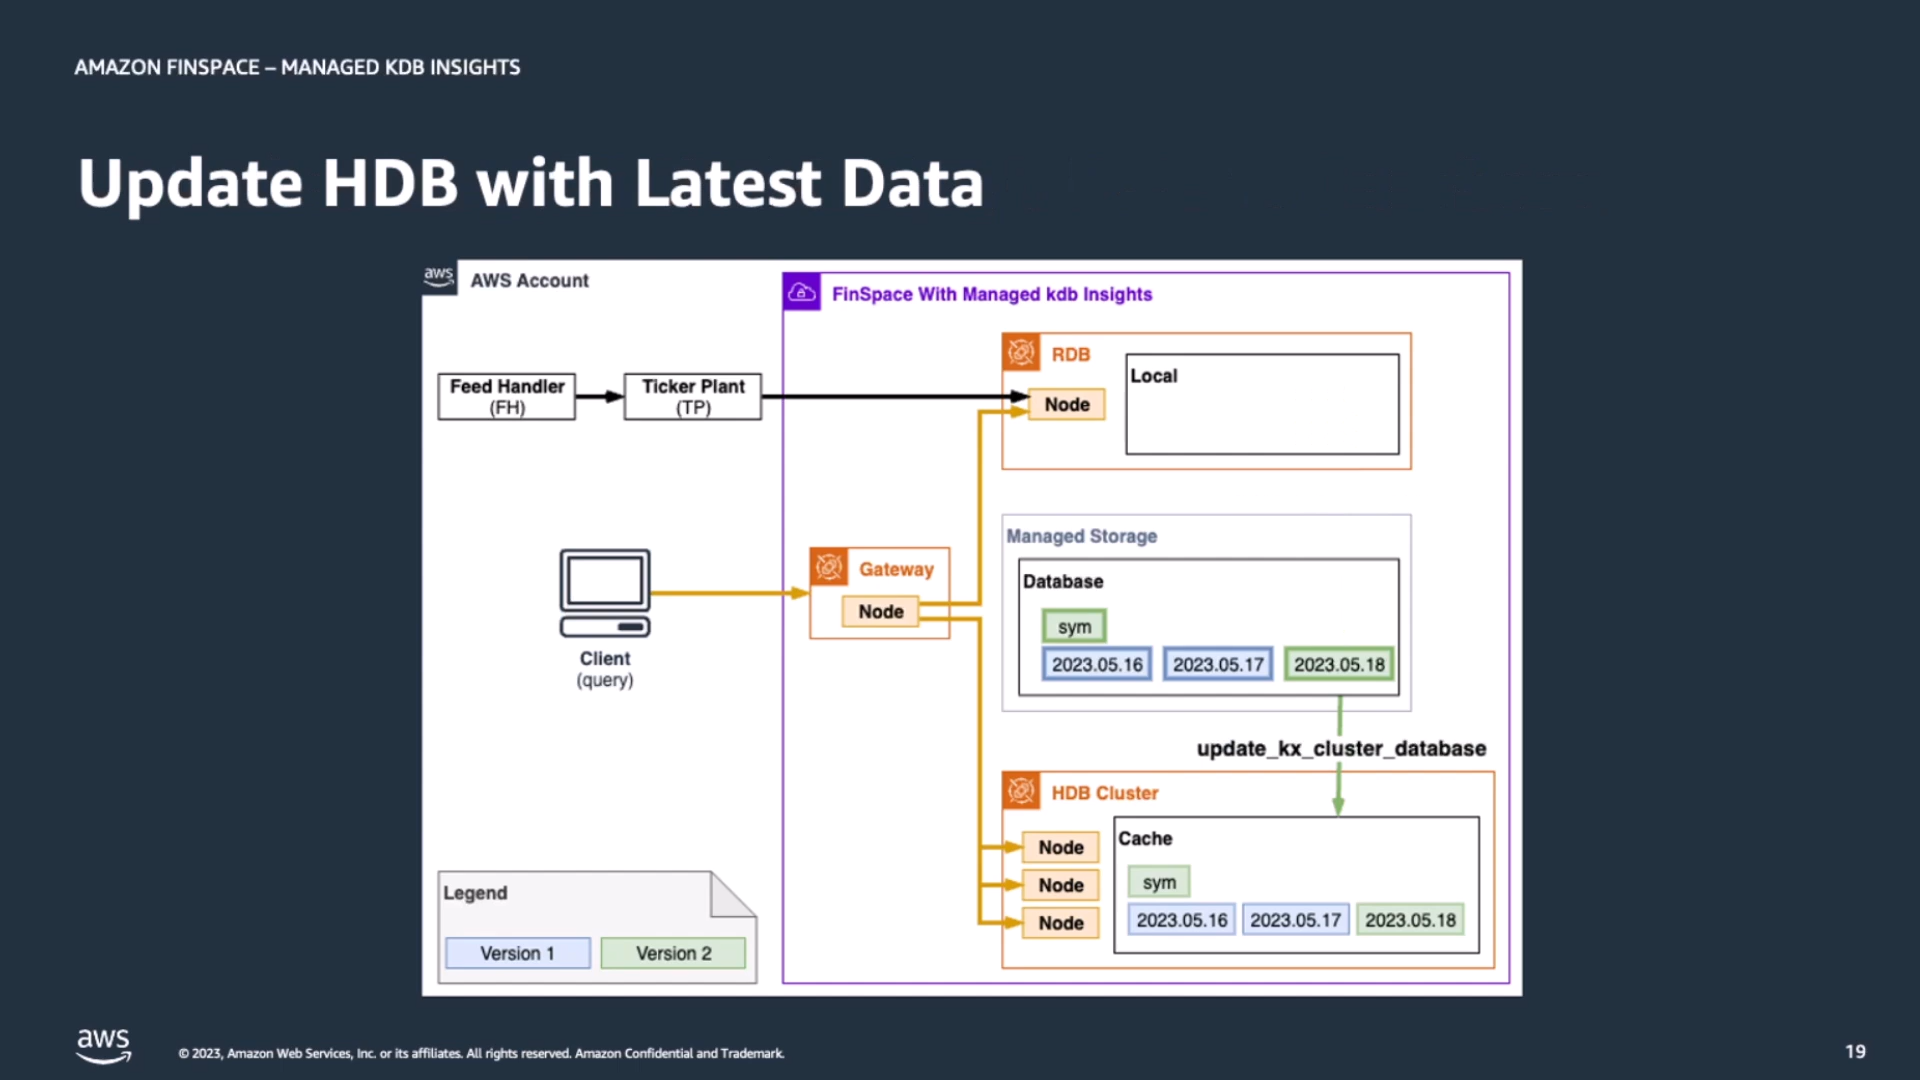 AMAZON FINSPACE – MANAGED KDB INSIGHTS
Update HDB with Latest Data
aws
AWS Account
FinSpace With Managed kdb Insights
Feed Handler
(FH)
Ticker Plant
(TP)
RDB
Node
Local
Client
(query)
Gateway
Node
Managed Storage
Database
sym
2023.05.16
2023.05.17
2023.05.18
update_kx_cluster_database
HDB Cluster
Node
Node
Node
Cache
sym
2023.05.16
2023.05.17
2023.05.18
Legend
Version 1
Version 2
aws
© 2023, Amazon Web Services, Inc. or its affiliates. All rights reserved. Amazon Confidential and Trademark.
19